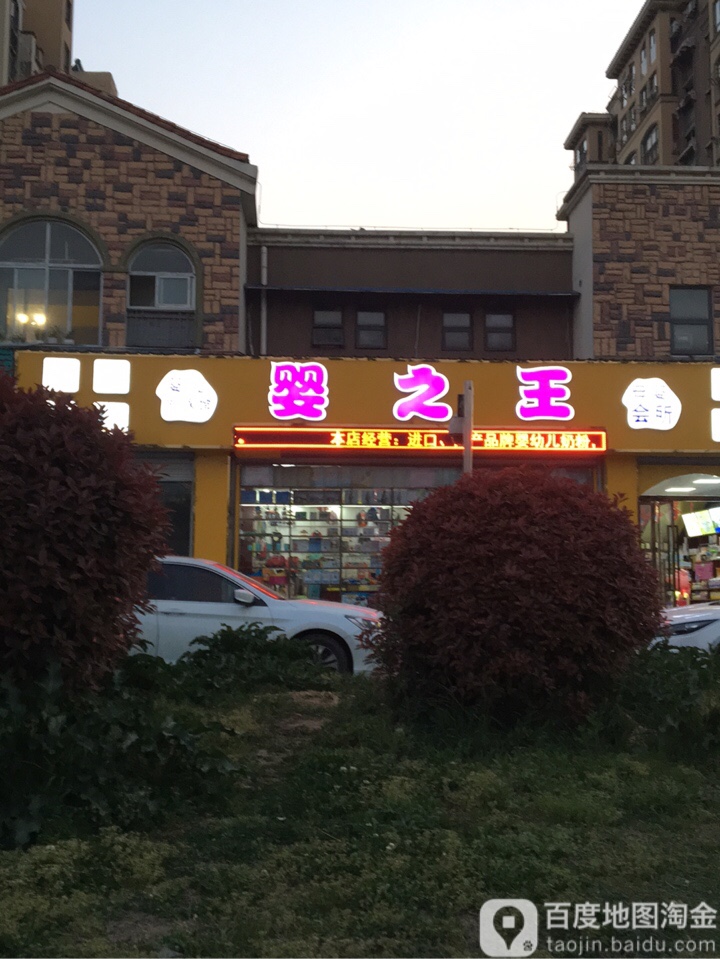 婴之王
本店经营：进口、 产品牌婴幼儿奶粉，
百度地图淘金
taojin.baidu.com